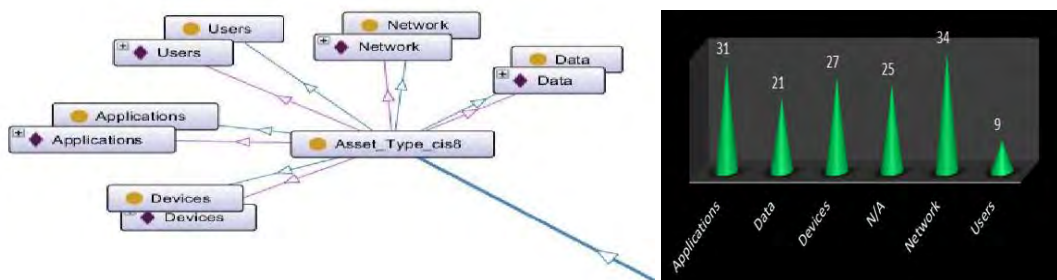 Users
Users
Network
Network
Data
Data
Applications
Applications
Asset_Type_cis8
Devices
Devices
31
21
27
25
34
9
Applications
Data
Devices
N/A
Network
Users